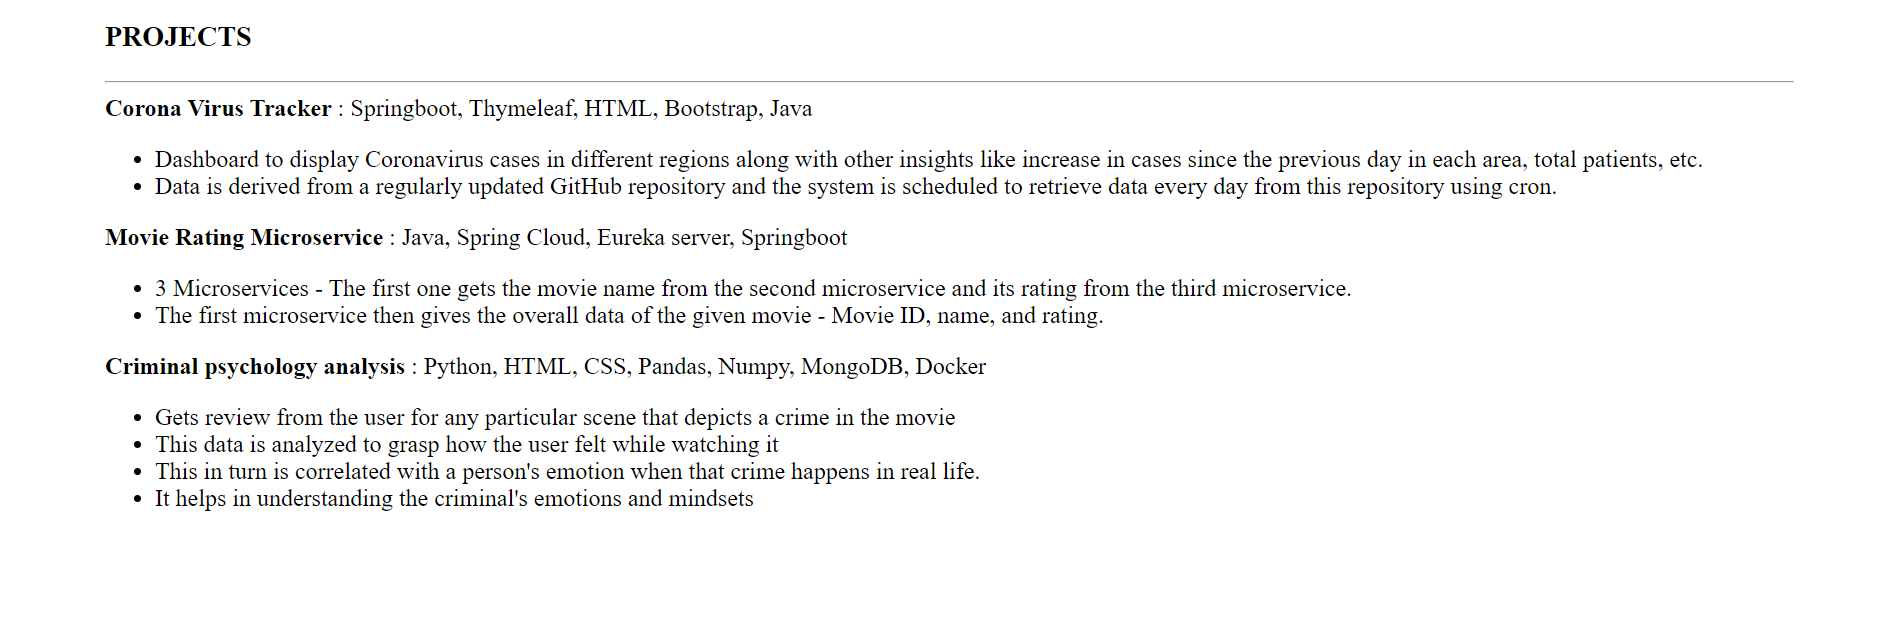 PROJECTS
Corona Virus Tracker : Springboot, Thymeleaf, HTML, Bootstrap, Java
• Dashboard to display Coronavirus cases in different regions along with other insights like increase in cases since the previous day in each area, total patients, etc.
• Data is derived from a regularly updated GitHub repository and the system is scheduled to retrieve data every day from this repository using cron.
Movie Rating Microservice : Java, Spring Cloud, Eureka server, Springboot
• 3 Microservices - The first one gets the movie name from the second microservice and its rating from the third microservice.
• The first microservice then gives the overall data of the given movie - Movie ID, name, and rating.
Criminal psychology analysis : Python, HTML, CSS, Pandas, Numpy, MongoDB, Docker
• Gets review from the user for any particular scene that depicts a crime in the movie
• This data is analyzed to grasp how the user felt while watching it
• This in turn is correlated with a person's emotion when that crime happens in real life.
• It helps in understanding the criminal's emotions and mindsets